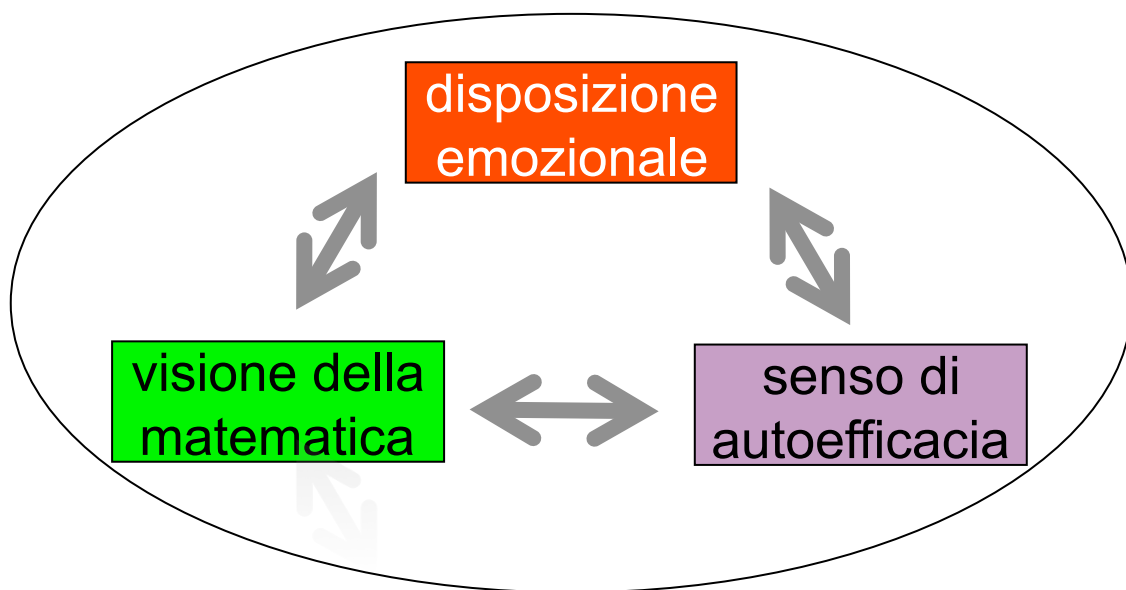 disposizione
emozionale
visione della
matematica
senso di
autoefficacia